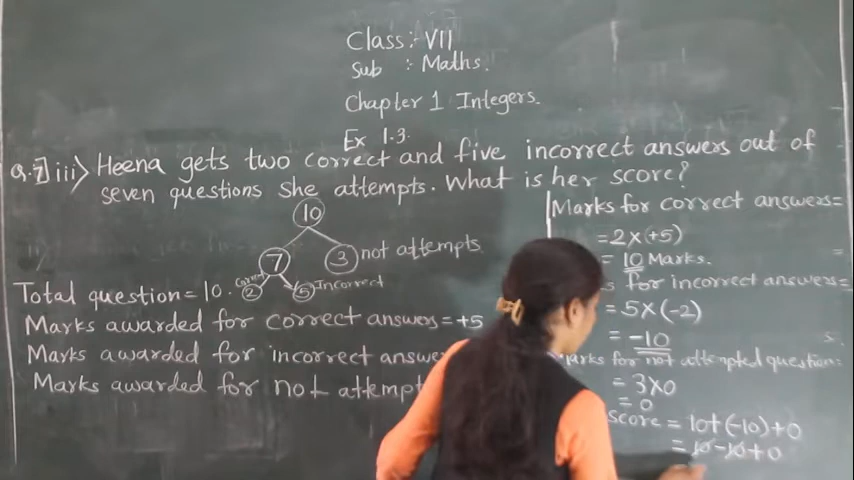 Class:- VII
Sub :- Maths.
Chapter 1 Integers.
Ex 1.3.
iii) Heena gets two correct and five incorrect answers out of
seven questions she attempts. What is her score?
10
7
3 not attempts
Correct
2
5 Incorrect
Total question = 10.
Marks awarded for correct answers = +5
Marks awarded for incorrect
Marks awarded for not
Marks for correct answers =
= 2 x (+5)
= 10 Marks.
for incorrect answers =
= 5 x (-2)
= -10
Marks for not attempted question:
= 3 x 0
= 0
score = 10 + (-10) + 0
= 10 - 10 + 0